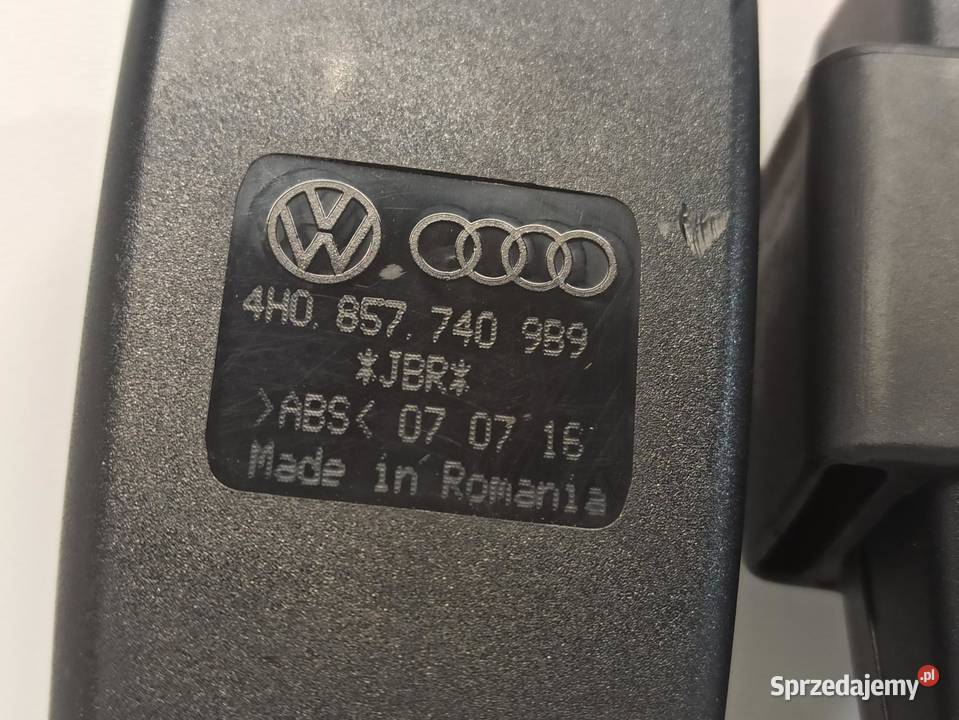 4H0. 857. 740 9B9
*JBR*
>ABS< 07 07 16
Made in Romania
Sprzedajemy.pl